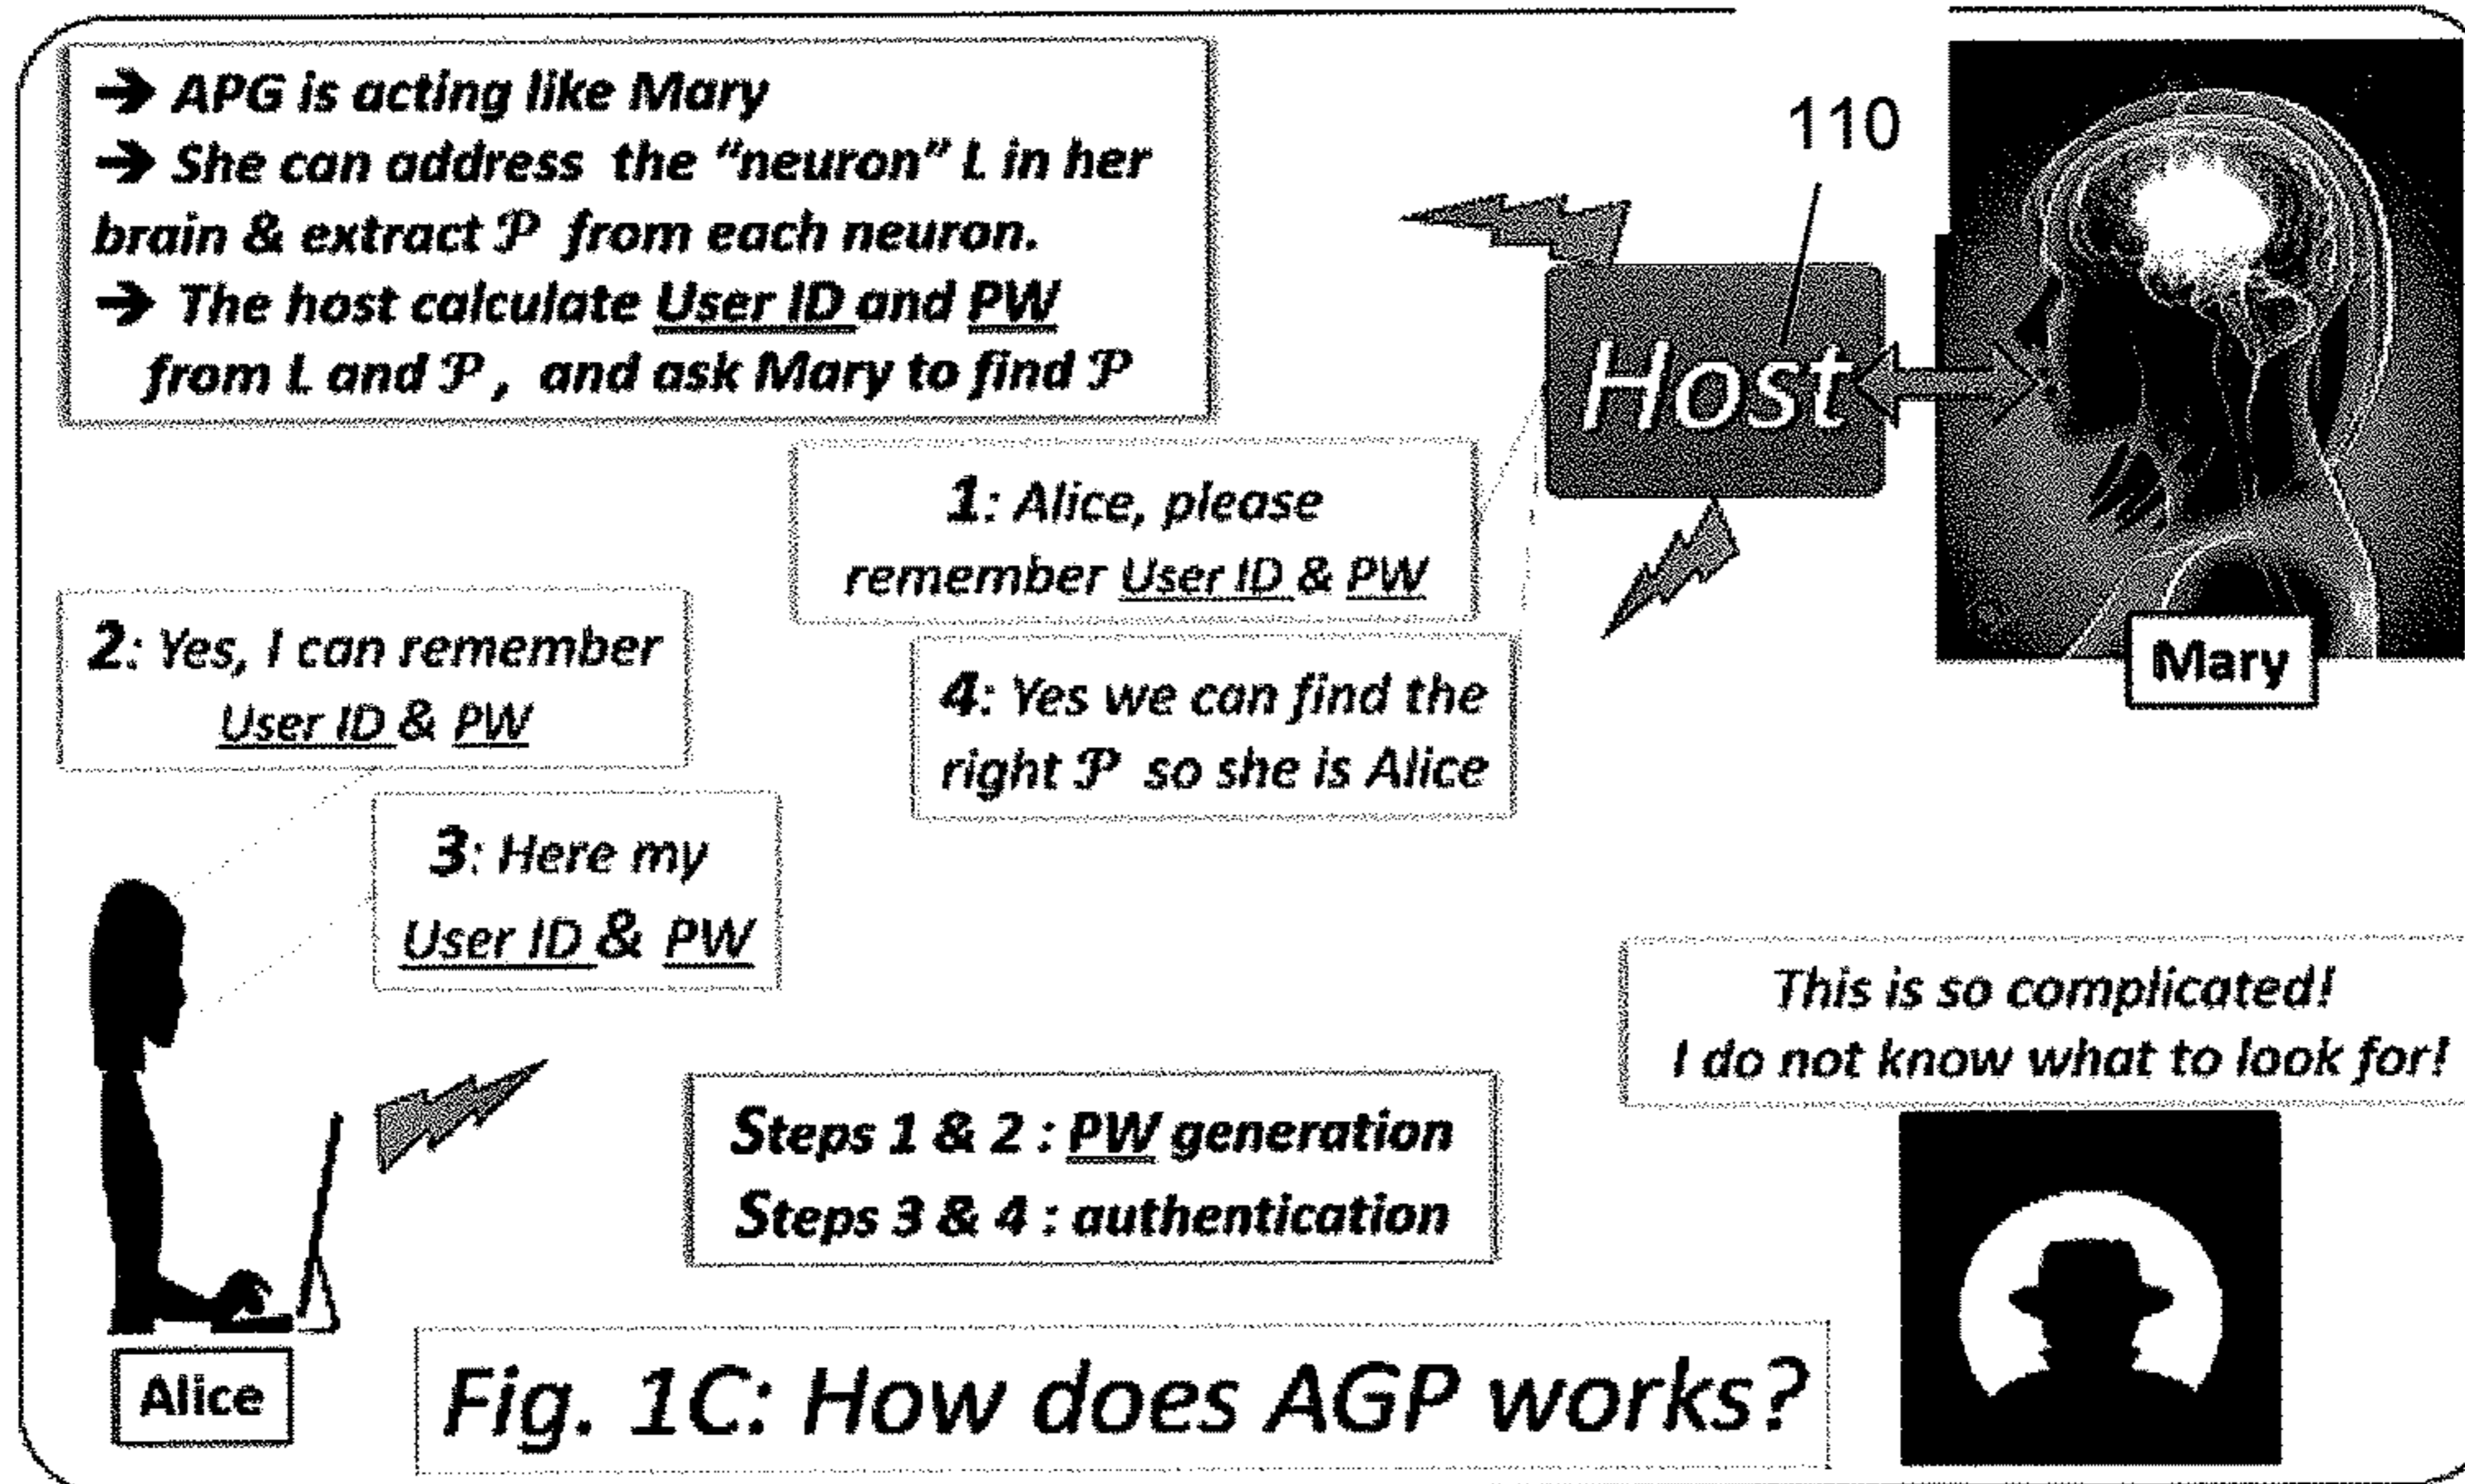 → APG is acting like Mary
→ She can address the "neuron" L in her
brain & extract 𝒫 from each neuron.
→ The host calculate User ID and PW
from L and 𝒫, and ask Mary to find 𝒫
110
Host
Mary
1: Alice, please
remember User ID & PW
2: Yes, I can remember
User ID & PW
4: Yes we can find the
right 𝒫 so she is Alice
3: Here my
User ID & PW
This is so complicated!
I do not know what to look for!
Steps 1 & 2 : PW generation
Steps 3 & 4 : authentication
Alice
Fig. 1C: How does AGP works?